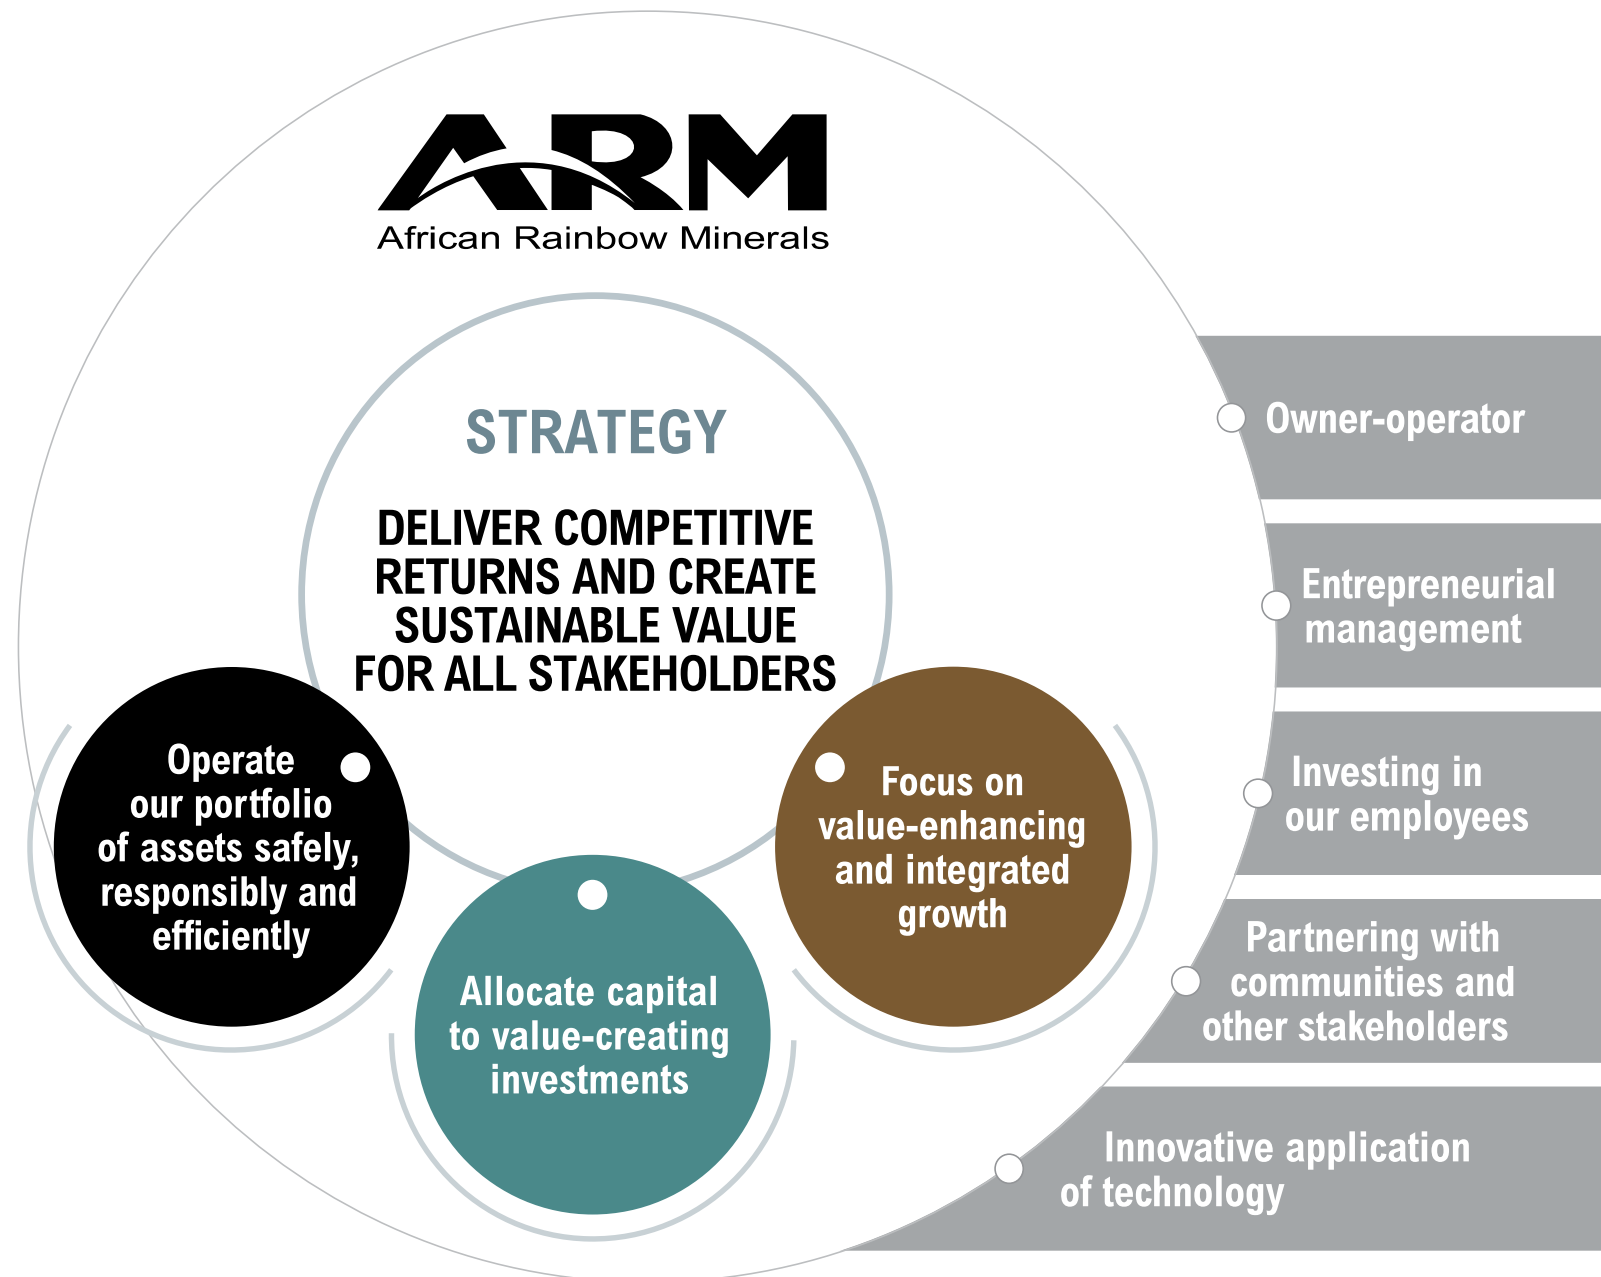 ARM
African Rainbow Minerals
STRATEGY
DELIVER COMPETITIVE
RETURNS AND CREATE
SUSTAINABLE VALUE
FOR ALL STAKEHOLDERS
Operate
our portfolio
of assets safely,
responsibly and
efficiently
Allocate capital
to value-creating
investments
Focus on
value-enhancing
and integrated
growth
Owner-operator
Entrepreneurial
management
Investing in
our employees
Partnering with
communities and
other stakeholders
Innovative application
of technology